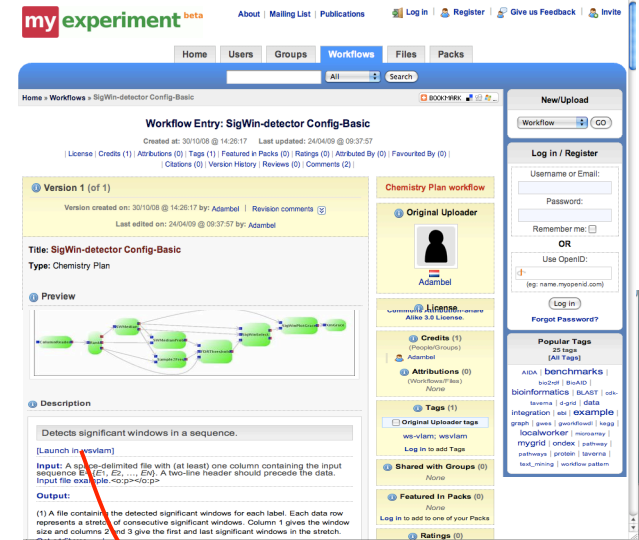 my experiment beta
About | Mailing List | Publications
Log in | Register | Give us Feedback | Invite
Home Users Groups Workflows Files Packs
All Search
Home » Workflows » SigWin-detector Config-Basic
BOOKMARK
Workflow Entry: SigWin-detector Config-Basic
Created at: 30/10/08 @ 14:26:17 Last updated: 24/04/09 @ 09:37:57
| License | Credits (1) | Attributions (0) | Tags (1) | Featured in Packs (0) | Ratings (0) | Attributed By (0) | Favourited By (0) |
| Citations (0) | Version History | Reviews (0) | Comments (2) |
Version 1 (of 1)
Version created on: 30/10/08 @ 14:26:17 by: Adambel | Revision comments
Last edited on: 24/04/09 @ 09:37:57 by: Adambel
Title: SigWin-detector Config-Basic
Type: Chemistry Plan
Preview
Rank
Description
Detects significant windows in a sequence.
[Launch in wsvlam]
Input: A space-delimited file with (at least) one column containing the input
sequence E={E1, E2, ..., EN}. A two-line header should precede the data.
Input file example.<o:p></o:p>
Output:
(1) A file containing the detected significant windows for each label. Each data row
represents a stretch of consecutive significant windows. Column 1 gives the window
size and columns 2 and 3 give the first and last significant windows in the stretch.
Chemistry Plan workflow
Original Uploader
Adambel
License
Commons Attribution-Share
Alike 3.0 License.
Credits (1)
(People/Groups)
Adambel
Attributions (0)
(Workflows/Files)
None
Tags (1)
Original Uploader tags
ws-vlam; wsvlam
Log in to add Tags
Shared with Groups (0)
None
Featured In Packs (0)
None
Log in to add to one of your Packs
Ratings (0)
New/Upload
Workflow GO
Log in / Register
Username or Email:
Password:
Remember me:
OR
Use OpenID:
(eg: name.myopenid.com)
Log in
Forgot Password?
Popular Tags
25 tags
[All Tags]
AIDA | benchmarks |
bio2rdf | BioAID |
bioinformatics | BLAST | cdk-
taverna | d-grid | data
integration | ebi | example |
graph | gwes | gworkflowdl | kegg |
localworker | microarray |
mygrid | ondex | pathway |
pathways | protein | taverna |
text_mining | workflow pattern